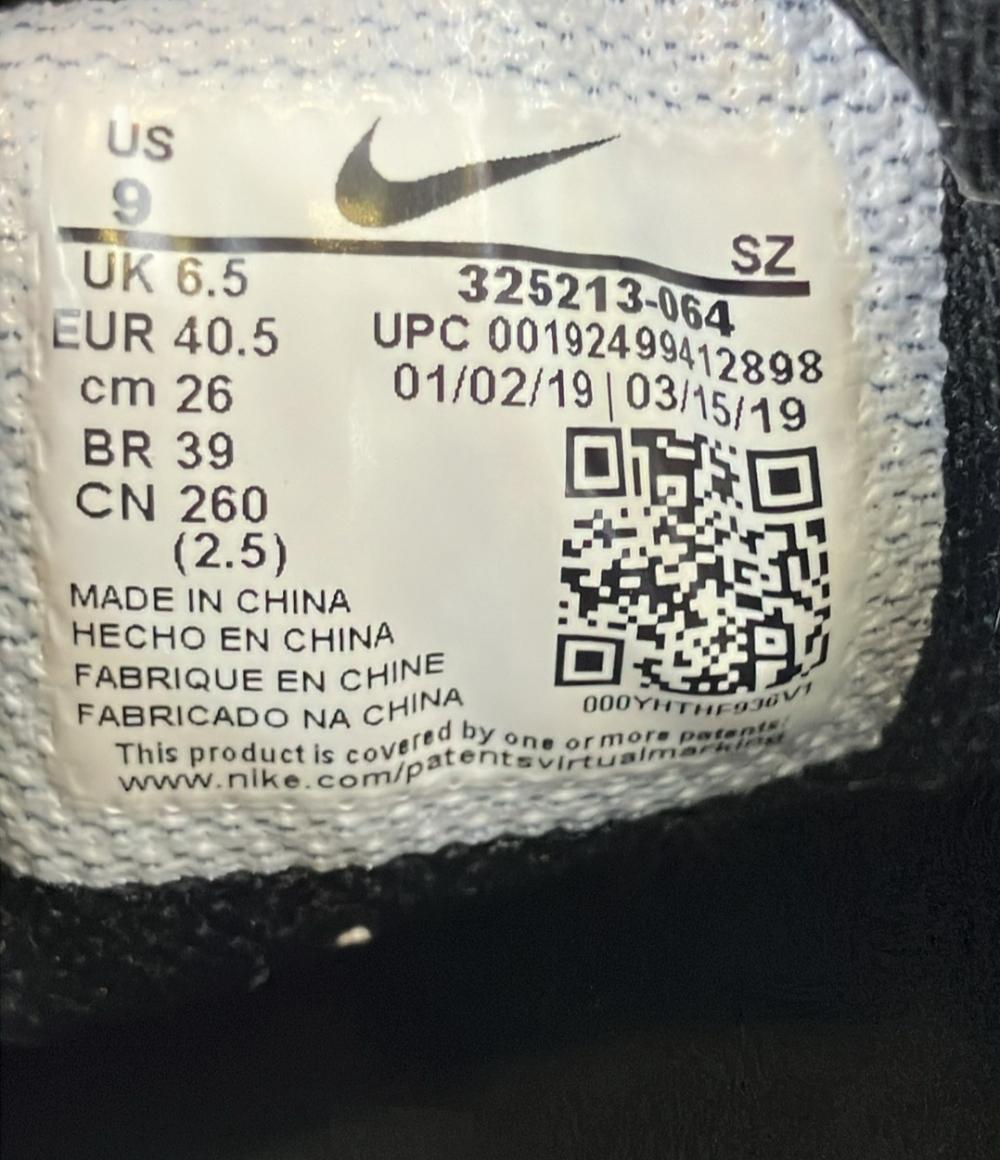 US
9
SZ
UK 6.5
EUR 40.5
cm 26
BR 39
CN 260
(2.5)
325213-064
UPC 00192499412898
01/02/19 | 03/15/19
MADE IN CHINA
HECHO EN CHINA
FABRIQUE EN CHINE
FABRICADO NA CHINA
000YHTHF936V1
This product is covered by one or more patents:
www.nike.com/patentsvirtualmarking